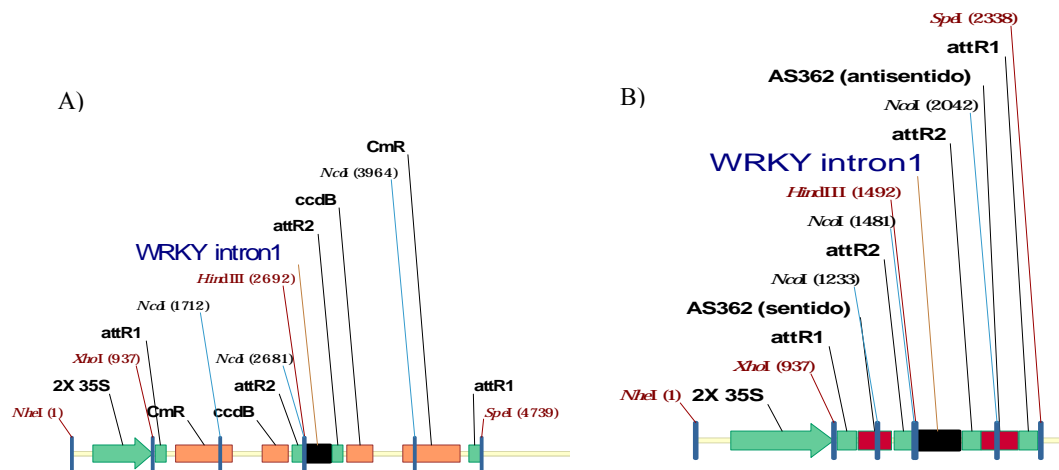 A)
CmR
NcoI (3964)
ccdB
attR2
WRKY intron1
HindIII (2692)
NcoI (1712)
attR1
NcoI (2681)
XhoI (937)
attR2
attR1
2X 35S
NheI (1)
CmR
ccdB
SpeI (4739)
B)
SpeI (2338)
attR1
AS362 (antisentido)
NcoI (2042)
attR2
WRKY intron1
HindIII (1492)
NcoI (1481)
attR2
NcoI (1233)
AS362 (sentido)
attR1
XhoI (937)
NheI (1)
2X 35S